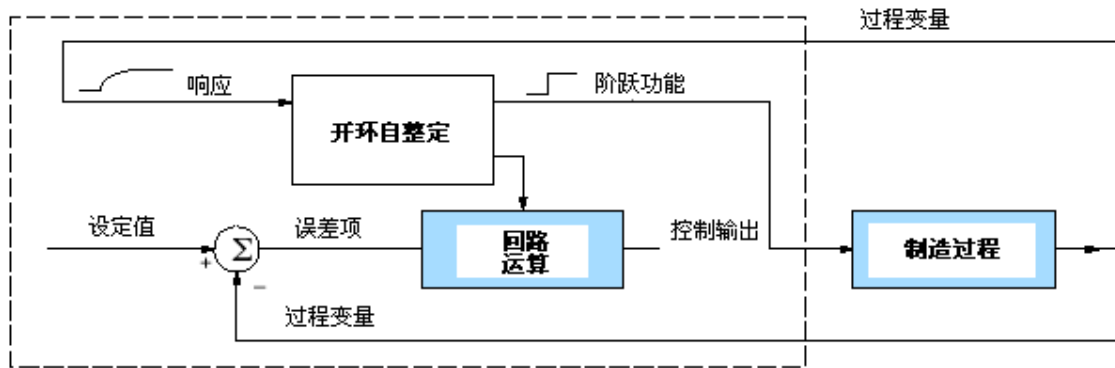 过程变量
响应
阶跃功能
开环自整定
设定值
误差项
回路
运算
控制输出
制造过程
+
Σ
−
过程变量